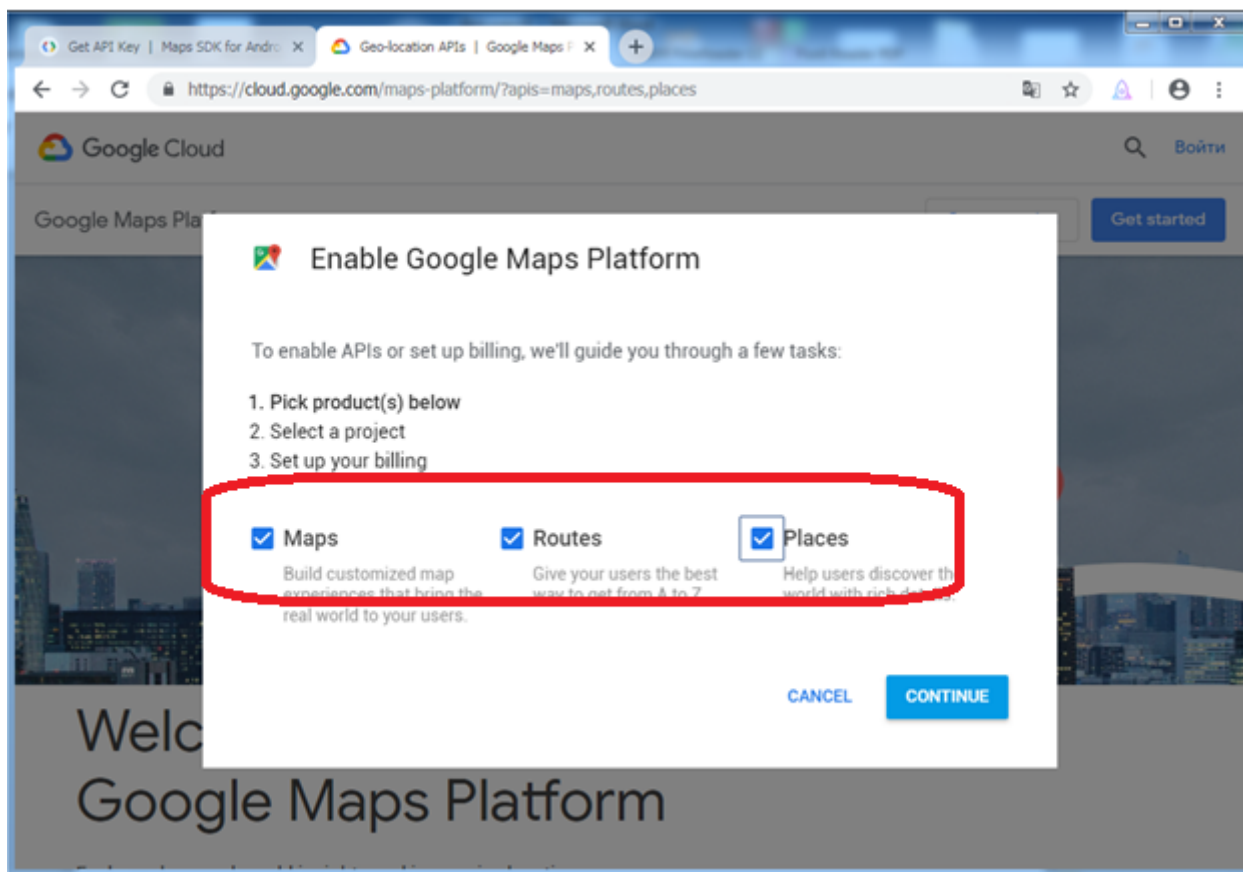 Get API Key | Maps SDK for Andro
Geo-location APIs | Google Maps P
https://cloud.google.com/maps-platform/?apis=maps,routes,places
Google Cloud
Войти
Google Maps Pla
Get started
Enable Google Maps Platform
To enable APIs or set up billing, we'll guide you through a few tasks:
1. Pick product(s) below
2. Select a project
3. Set up your billing
Maps
Routes
Places
Build customized map
Give your users the best
Help users discover the
experiences that bring the
way to get from A to Z
world with rich details.
real world to your users.
CANCEL
CONTINUE
Welc
Google Maps Platform